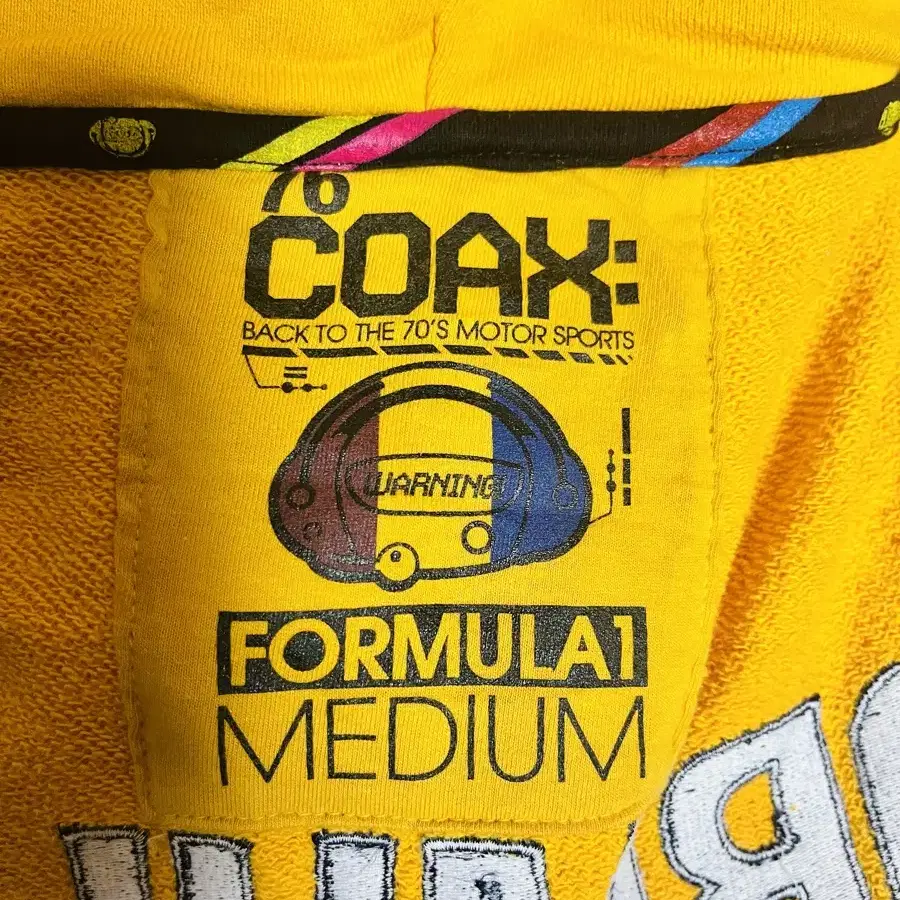 76
COAX:
BACK TO THE 70'S MOTOR SPORTS
WARNING!
FORMULA1
MEDIUM